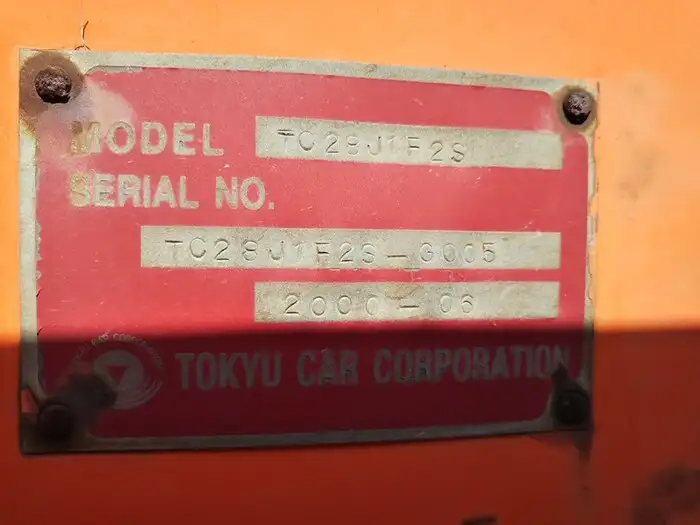 MODEL TC28J1F2S
SERIAL NO.
TC28J1F2S-G005
2000-06
TOKYU CAR CORPORATION